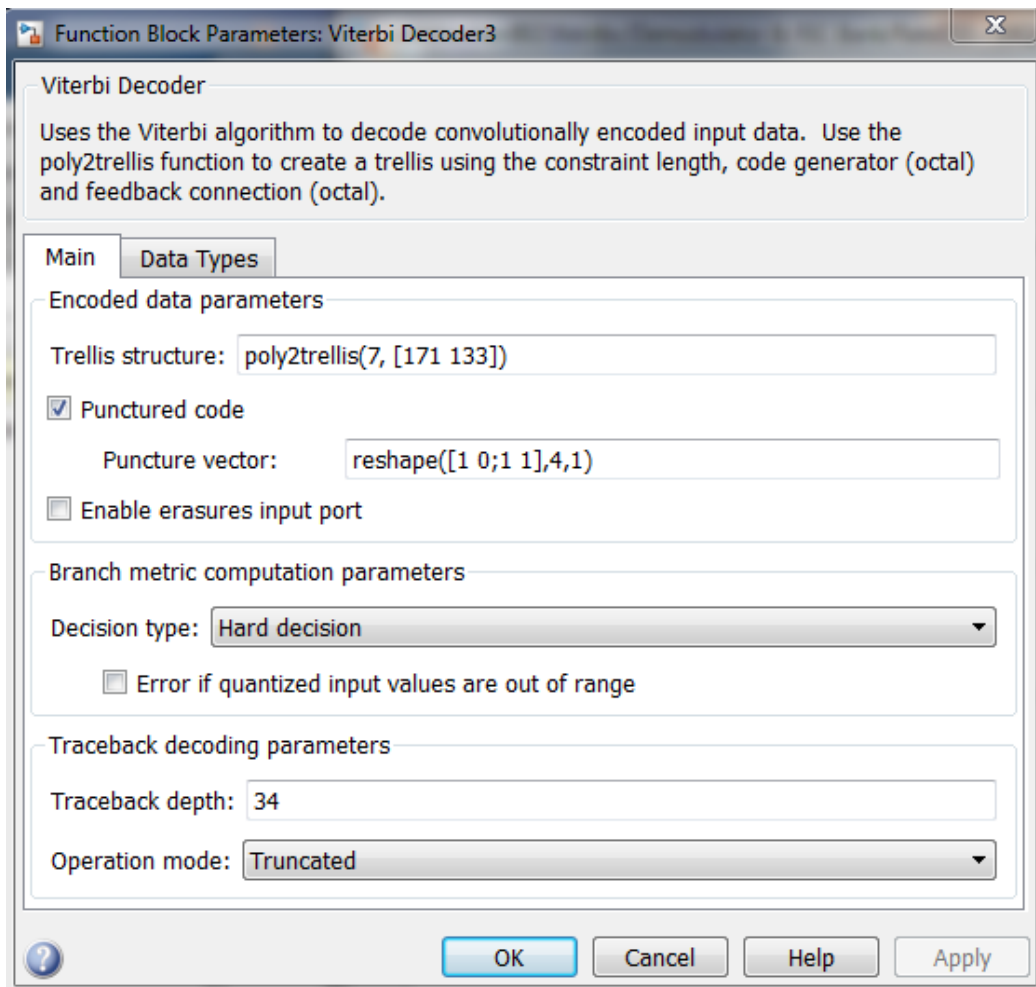 Function Block Parameters: Viterbi Decoder3
Viterbi Decoder
Uses the Viterbi algorithm to decode convolutionally encoded input data.  Use the
poly2trellis function to create a trellis using the constraint length, code generator (octal)
and feedback connection (octal).
Main Data Types
Encoded data parameters
Trellis structure: poly2trellis(7, [171 133])
Punctured code
Puncture vector: reshape([1 0;1 1],4,1)
Enable erasures input port
Branch metric computation parameters
Decision type: Hard decision
Error if quantized input values are out of range
Traceback decoding parameters
Traceback depth: 34
Operation mode: Truncated
OK Cancel Help Apply